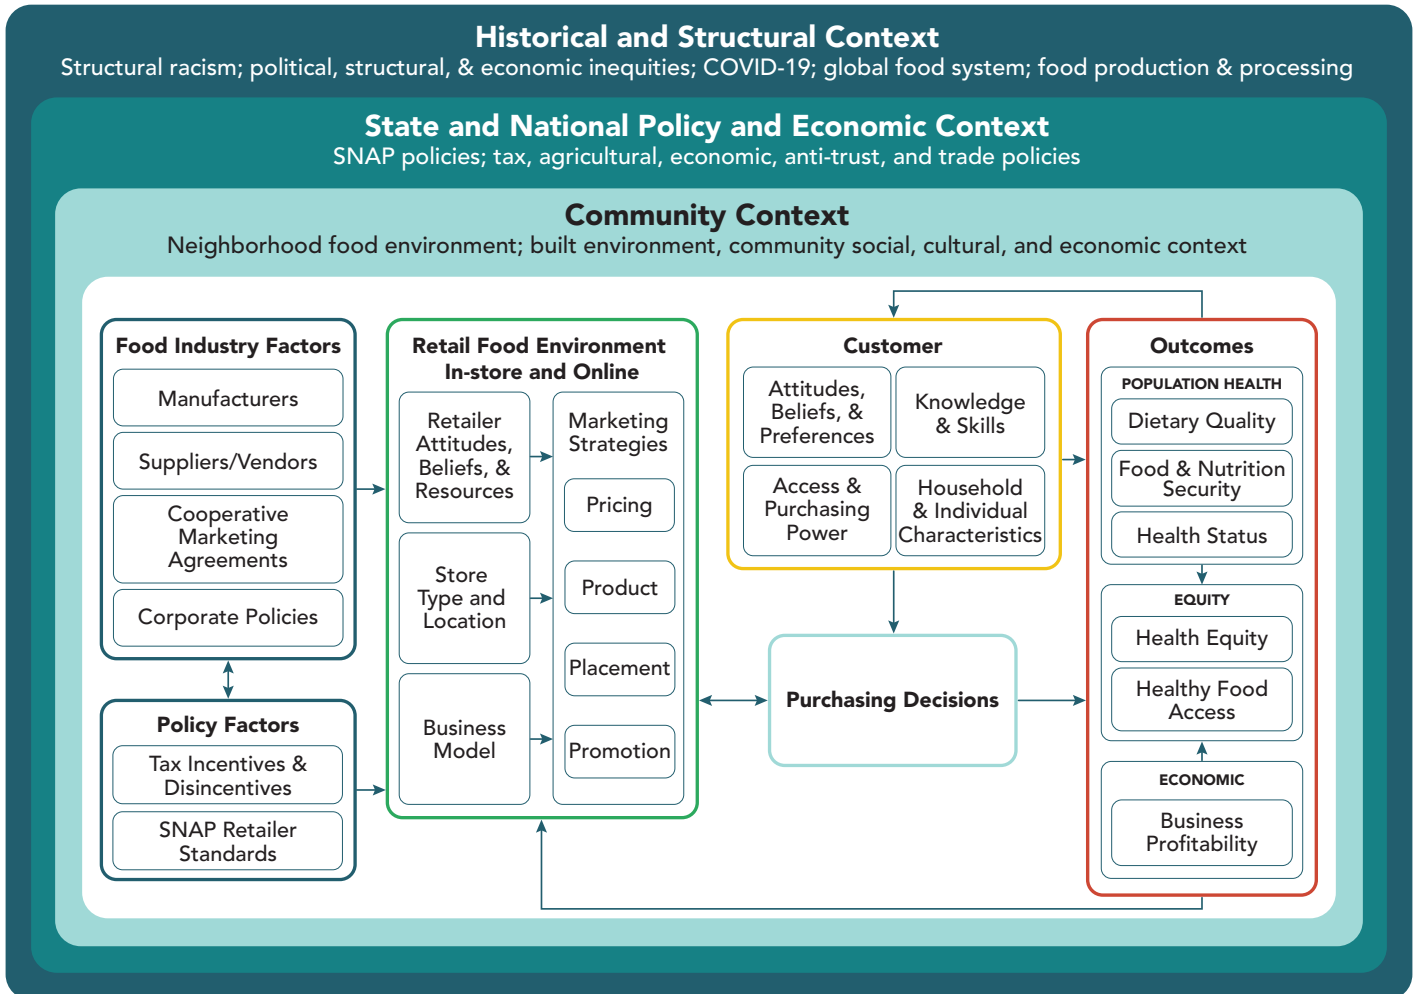 Historical and Structural Context
Structural racism; political, structural, & economic inequities; COVID-19; global food system; food production & processing
State and National Policy and Economic Context
SNAP policies; tax, agricultural, economic, anti-trust, and trade policies
Community Context
Neighborhood food environment; built environment, community social, cultural, and economic context
Food Industry Factors
Manufacturers
Suppliers/Vendors
Cooperative
Marketing
Agreements
Corporate Policies
Policy Factors
Tax Incentives &
Disincentives
SNAP Retailer
Standards
Retail Food Environment
In-store and Online
Retailer
Attitudes,
Beliefs, &
Resources
Store
Type and
Location
Business
Model
Marketing
Strategies
Pricing
Product
Placement
Promotion
Customer
Attitudes,
Beliefs, &
Preferences
Knowledge
& Skills
Access &
Purchasing
Power
Household
& Individual
Characteristics
Purchasing Decisions
Outcomes
POPULATION HEALTH
Dietary Quality
Food & Nutrition
Security
Health Status
EQUITY
Health Equity
Healthy Food
Access
ECONOMIC
Business
Profitability